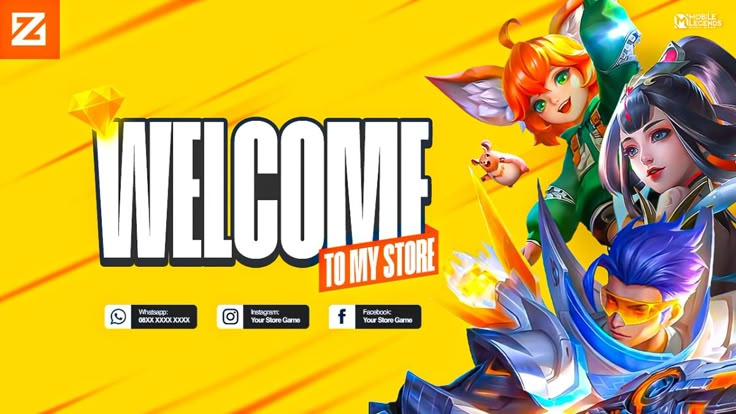 Z
MOBILE
LEGENDS
WELCOME
TO MY STORE
Whatsapp:
08XX XXXX XXXX
Instagram:
Your Store Game
Facebook:
Your Store Game